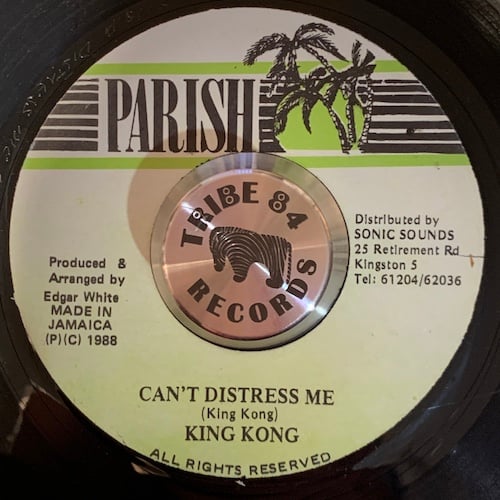 PARISH
TRIBE 84
RECORDS
Distributed by
SONIC SOUNDS
25 Retirement Rd
Kingston 5
Tel: 61204/62036
Produced &
Arranged by
Edgar White
MADE IN
JAMAICA
(P)(C) 1988
CAN'T DISTRESS ME
(King Kong)
KING KONG
ALL RIGHTS RESERVED